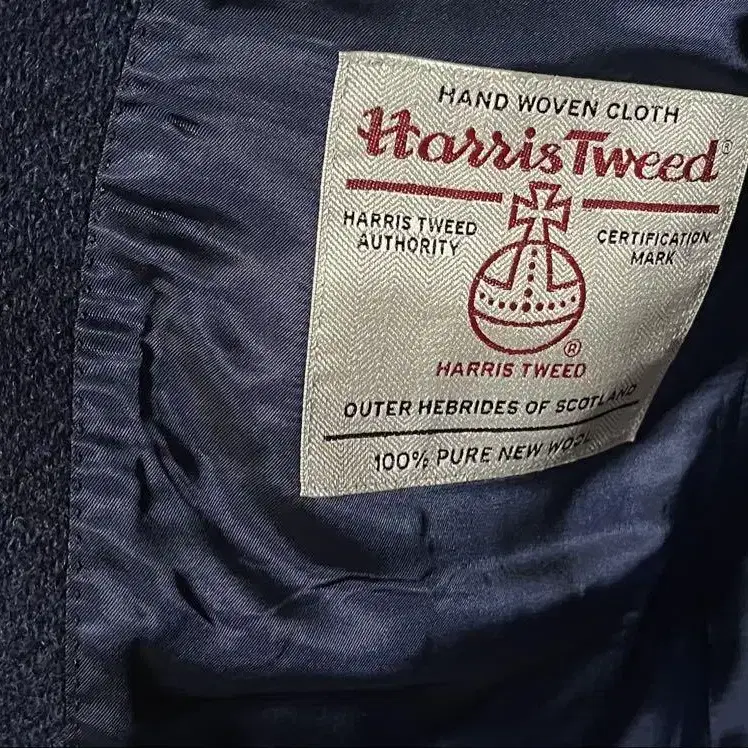 HAND WOVEN CLOTH
Harris Tweed®
HARRIS TWEED AUTHORITY
CERTIFICATION MARK
®
HARRIS TWEED
OUTER HEBRIDES OF SCOTLAND
100% PURE NEW WOOL